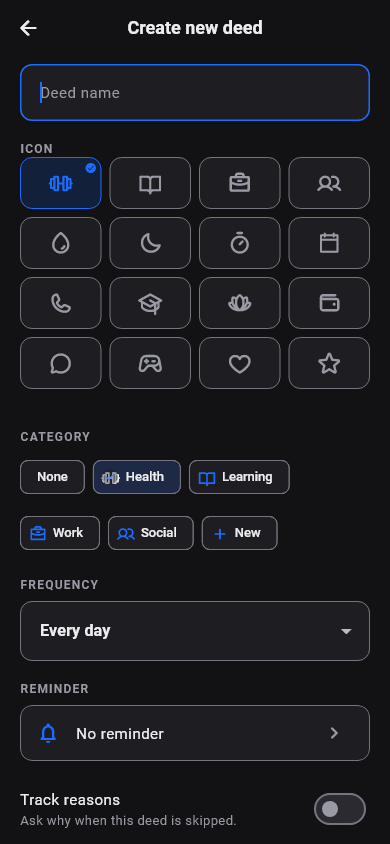 Create new deed
Deed name
ICON
CATEGORY
None
Health
Learning
Work
Social
New
FREQUENCY
Every day
REMINDER
No reminder
Track reasons
Ask why when this deed is skipped.